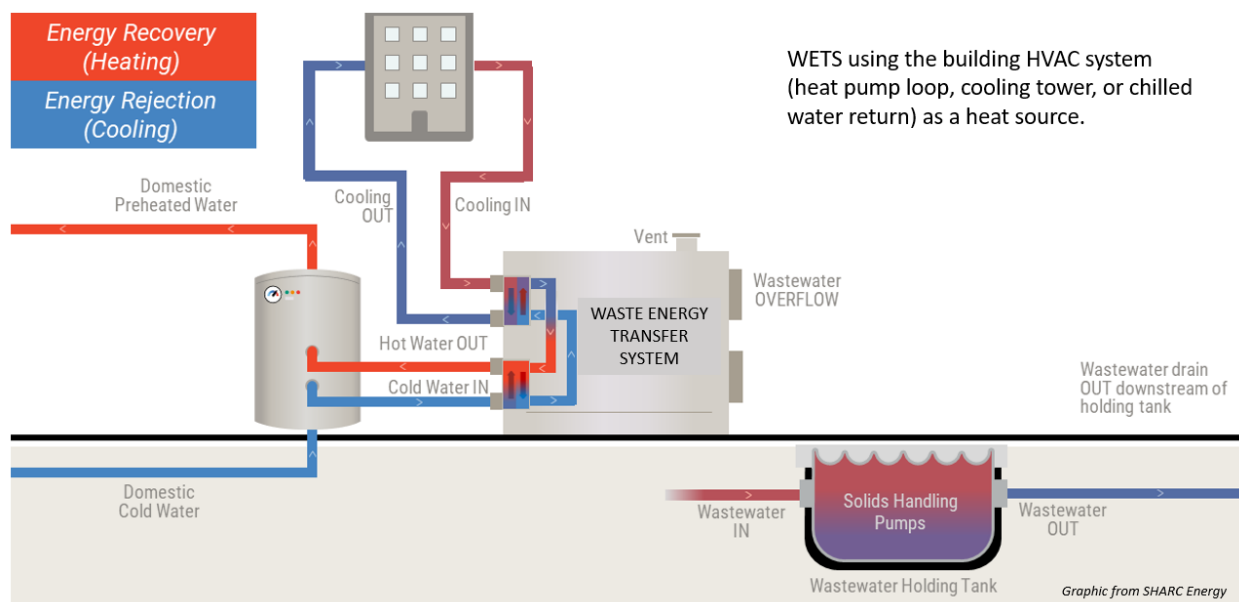 Energy Recovery
(Heating)
Energy Rejection
(Cooling)
WETS using the building HVAC system
(heat pump loop, cooling tower, or chilled
water return) as a heat source.
Domestic
Preheated Water
Cooling
OUT
Cooling IN
Vent
Wastewater
OVERFLOW
WASTE ENERGY
TRANSFER
SYSTEM
Hot Water OUT
Cold Water IN
Wastewater drain
OUT downstream of
holding tank
Domestic
Cold Water
Wastewater
IN
Solids Handling
Pumps
Wastewater
OUT
Wastewater Holding Tank
Graphic from SHARC Energy